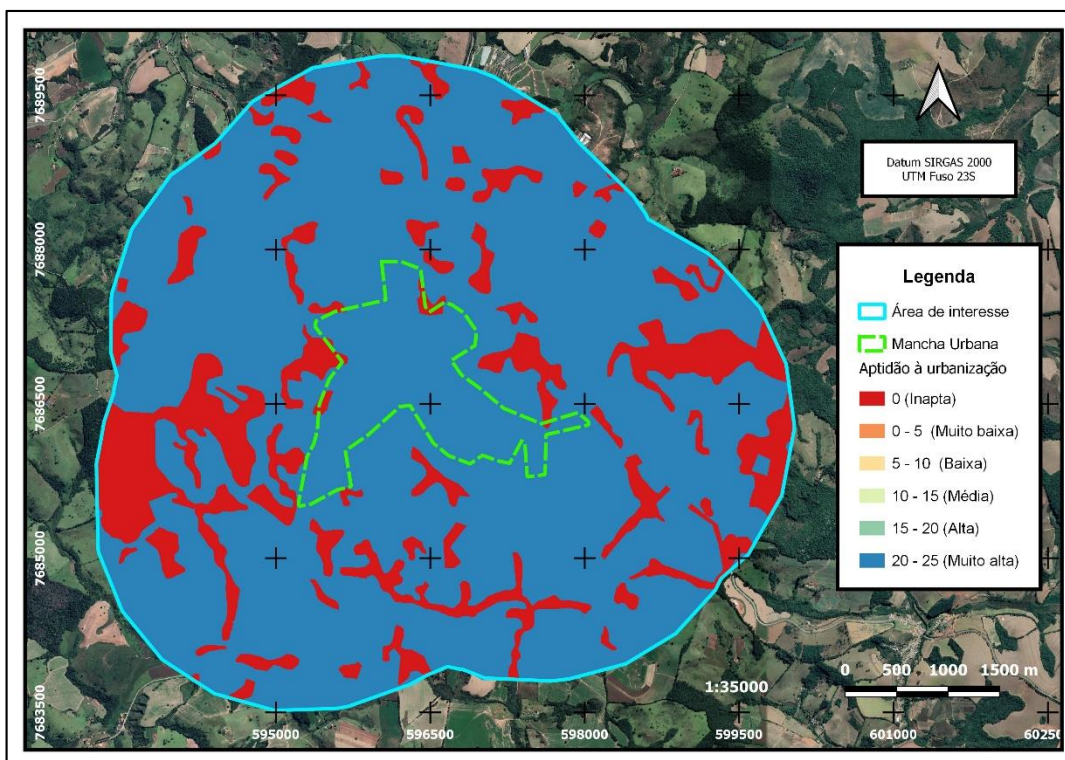 7689500
7688000
7686500
7685000
7683500
Datum SIRGAS 2000
UTM Fuso 23S
Legenda
Área de interesse
Mancha Urbana
Aptidão à urbanização
0 (Inapta)
0 - 5 (Muito baixa)
5 - 10 (Baixa)
10 - 15 (Média)
15 - 20 (Alta)
20 - 25 (Muito alta)
0 500 1000 1500 m
1:35000
595000 596500 598000 599500 601000